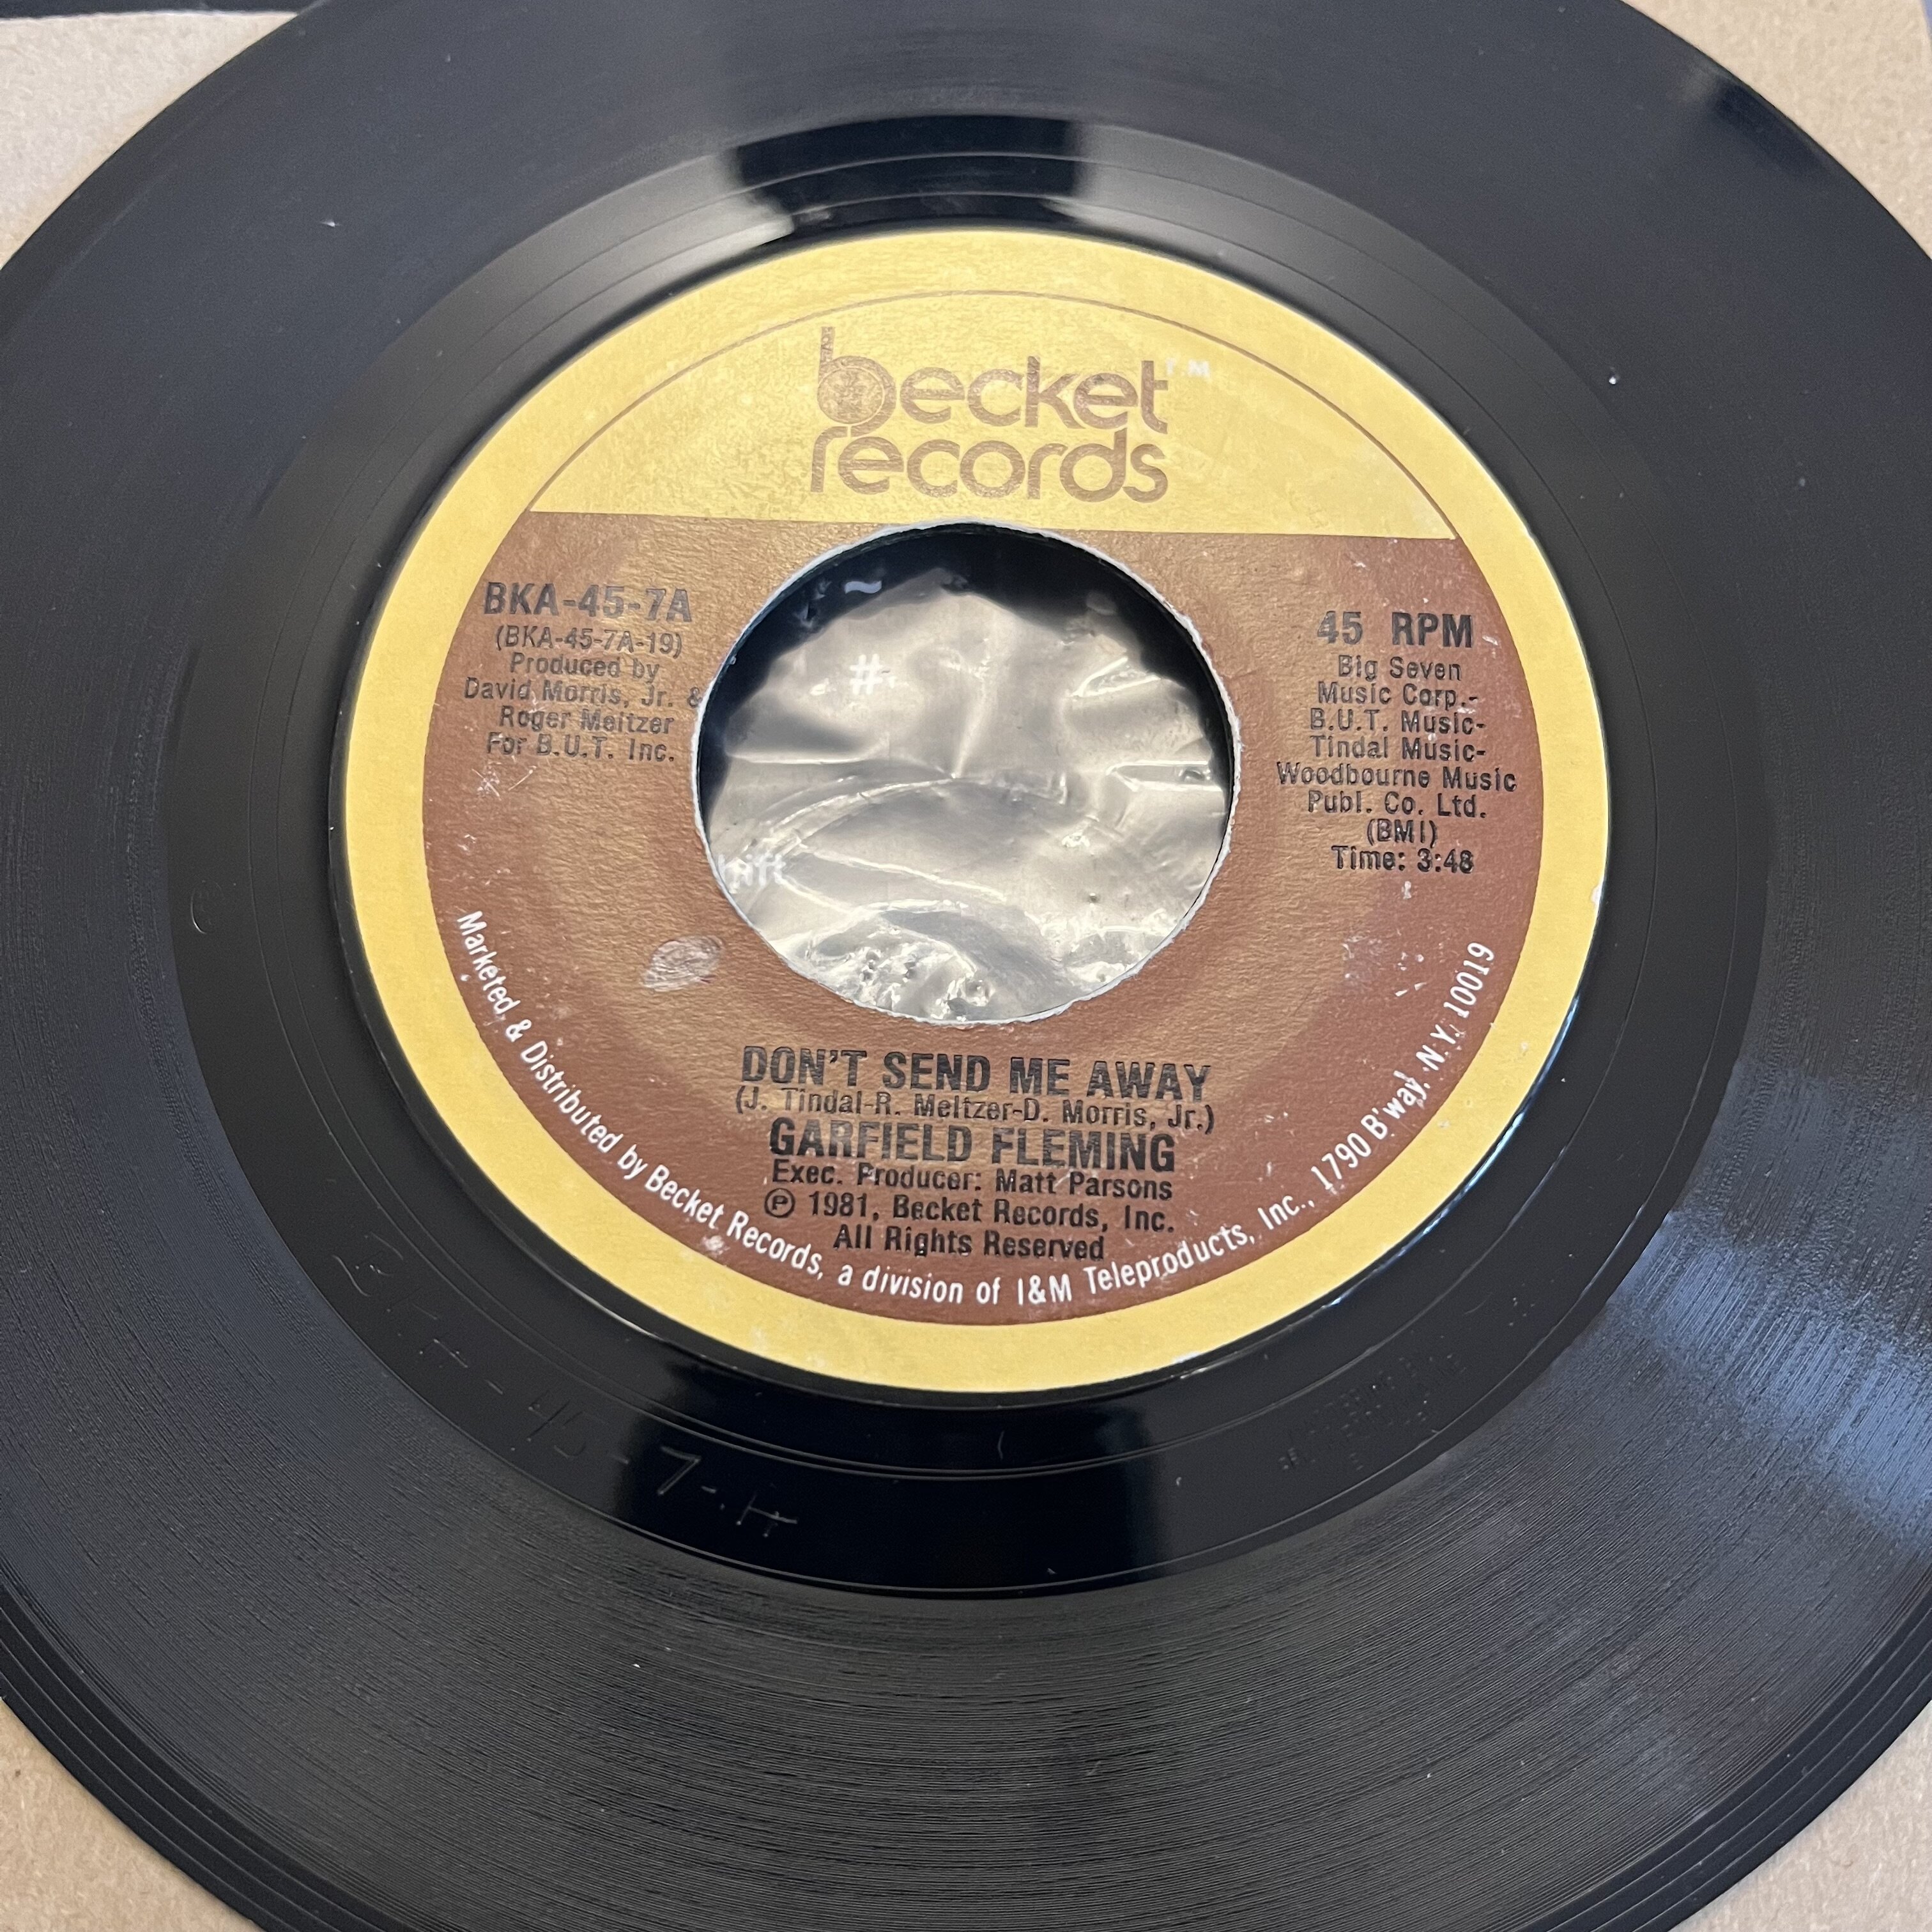 becket™
records
BKA-45-7A
(BKA-45-7A-19)
Produced by
David Morris, Jr. &
Roger Meltzer
For B.U.T. Inc.
45 RPM
Big Seven
Music Corp.-
B.U.T. Music-
Tindal Music-
Woodbourne Music
Publ. Co. Ltd.
(BMI)
Time: 3:48
DON'T SEND ME AWAY
(J. Tindal-R. Meltzer-D. Morris, Jr.)
GARFIELD FLEMING
Exec. Producer: Matt Parsons
℗ 1981, Becket Records, Inc.
All Rights Reserved
Marketed & Distributed by Becket Records, a division of I&M Teleproducts, Inc., 1790 B'way, N.Y. 10019